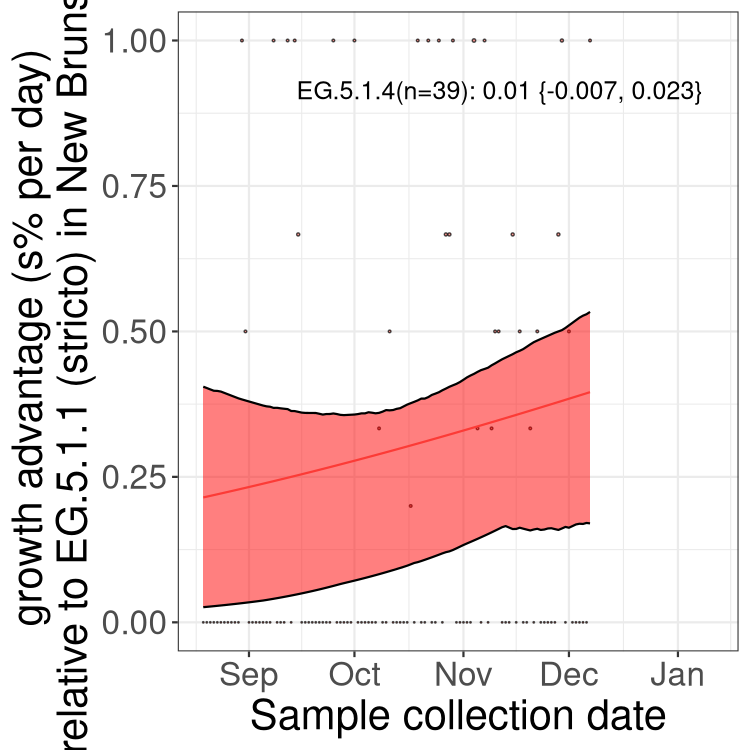 growth advantage (s% per day)
relative to EG.5.1.1 (stricto) in New Bruns
1.00
0.75
0.50
0.25
0.00
EG.5.1.4(n=39): 0.01 {-0.007, 0.023}
Sep Oct Nov Dec Jan
Sample collection date